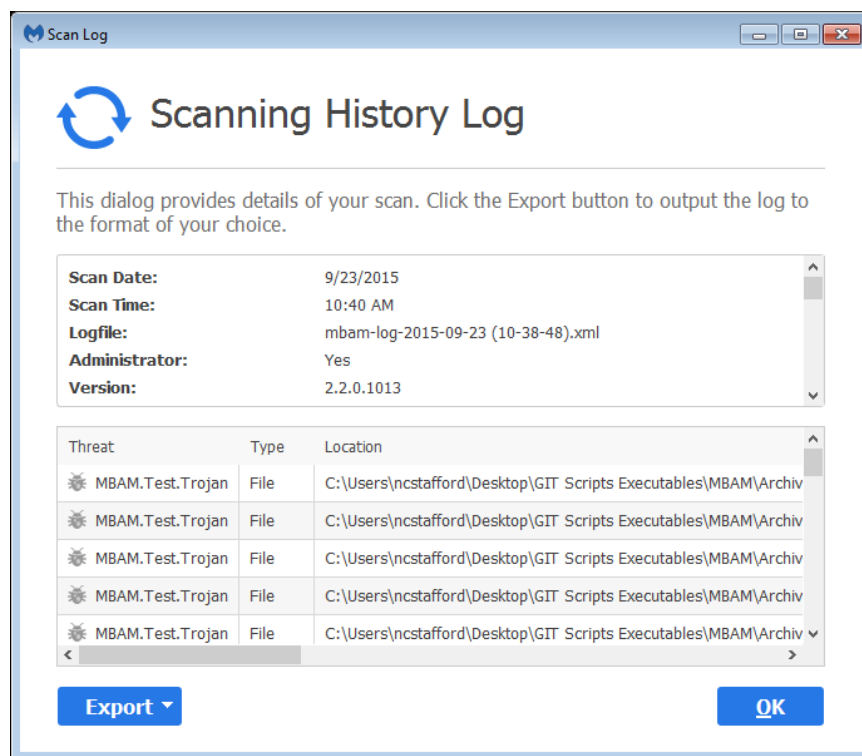 Scan Log
Scanning History Log
This dialog provides details of your scan. Click the Export button to output the log to
the format of your choice.
Scan Date: 9/23/2015
Scan Time: 10:40 AM
Logfile: mbam-log-2015-09-23 (10-38-48).xml
Administrator: Yes
Version: 2.2.0.1013
Threat Type Location
MBAM.Test.Trojan File C:\Users\ncstafford\Desktop\GIT Scripts Executables\MBAM\Archiv
MBAM.Test.Trojan File C:\Users\ncstafford\Desktop\GIT Scripts Executables\MBAM\Archiv
MBAM.Test.Trojan File C:\Users\ncstafford\Desktop\GIT Scripts Executables\MBAM\Archiv
MBAM.Test.Trojan File C:\Users\ncstafford\Desktop\GIT Scripts Executables\MBAM\Archiv
MBAM.Test.Trojan File C:\Users\ncstafford\Desktop\GIT Scripts Executables\MBAM\Archiv
Export OK